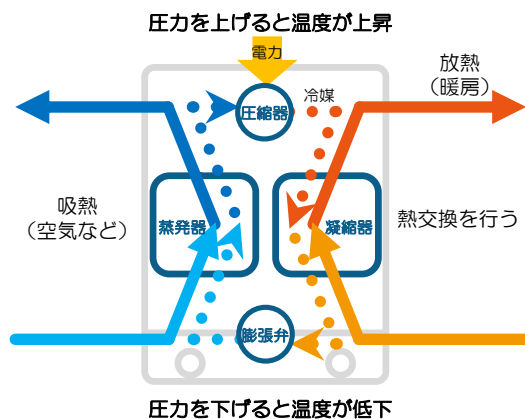 圧力を上げると温度が上昇
電力
冷媒
放熱
（暖房）
圧縮器
吸熱
（空気など）
蒸発器
凝縮器
熱交換を行う
膨張弁
圧力を下げると温度が低下